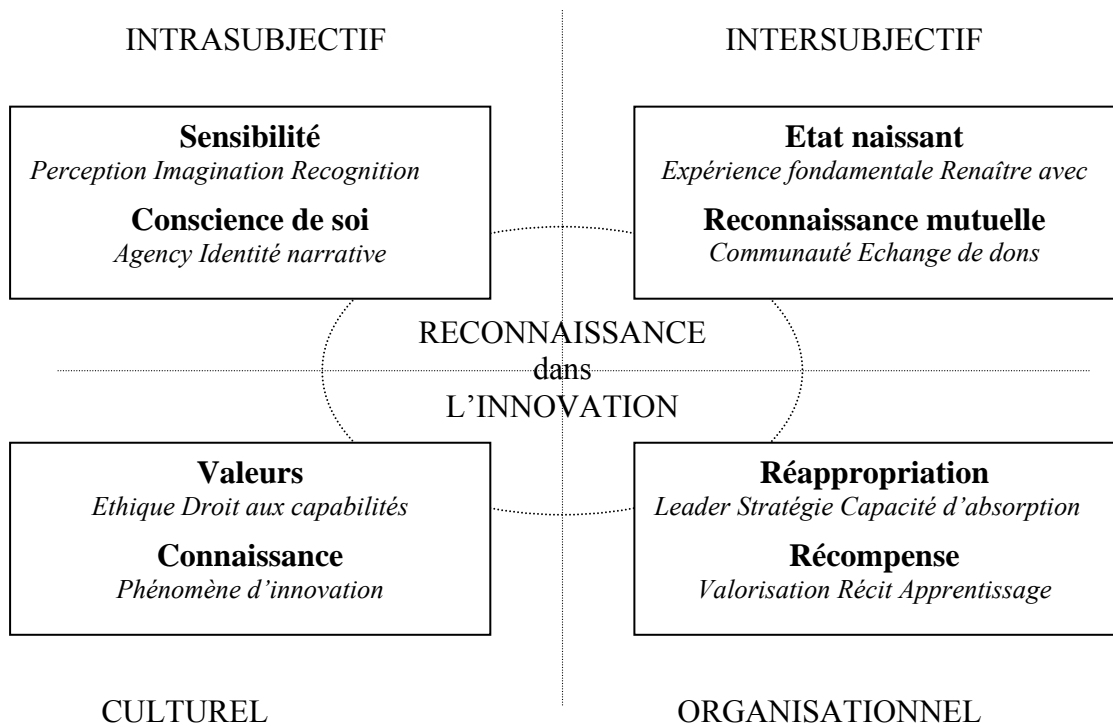 INTRASUBJECTIF
INTERSUBJECTIF
Sensibilité
Perception Imagination Recognition
Conscience de soi
Agency Identité narrative
Etat naissant
Expérience fondamentale Renaître avec
Reconnaissance mutuelle
Communauté Echange de dons
RECONNAISSANCE
dans
L’INNOVATION
Valeurs
Ethique Droit aux capabilités
Connaissance
Phénomène d’innovation
Réappropriation
Leader Stratégie Capacité d’absorption
Récompense
Valorisation Récit Apprentissage
CULTUREL
ORGANISATIONNEL